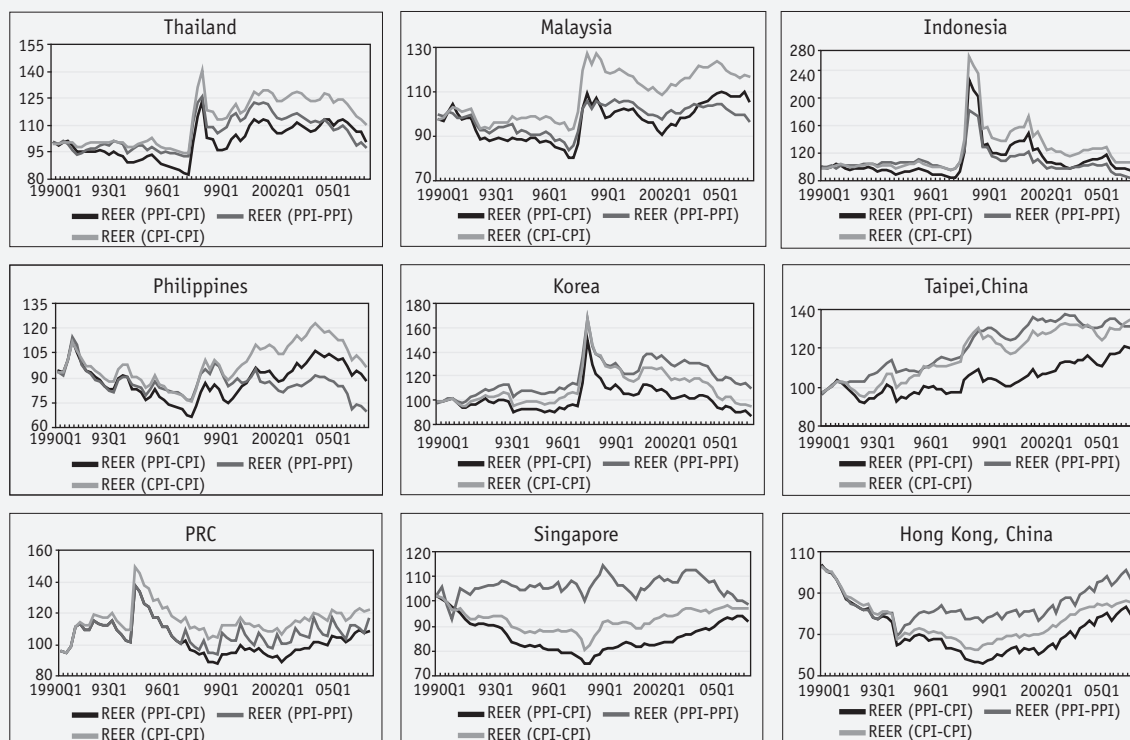 Thailand
155
140
125
110
95
80
1990Q1 93Q1 96Q1 99Q1 2002Q1 05Q1
REER (PPI-CPI) REER (PPI-PPI)
REER (CPI-CPI)
Malaysia
130
110
90
70
1990Q1 93Q1 96Q1 99Q1 2002Q1 05Q1
REER (PPI-CPI) REER (PPI-PPI)
REER (CPI-CPI)
Indonesia
280
240
200
160
120
80
1990Q1 93Q1 96Q1 99Q1 2002Q1 05Q1
REER (PPI-CPI) REER (PPI-PPI)
REER (CPI-CPI)
Philippines
135
120
105
90
75
60
1990Q1 93Q1 96Q1 99Q1 2002Q1 05Q1
REER (PPI-CPI) REER (PPI-PPI)
REER (CPI-CPI)
Korea
180
160
140
120
100
80
1990Q1 93Q1 96Q1 99Q1 2002Q1 05Q1
REER (PPI-CPI) REER (PPI-PPI)
REER (CPI-CPI)
Taipei,China
140
120
100
80
1990Q1 93Q1 96Q1 99Q1 2002Q1 05Q1
REER (PPI-CPI) REER (PPI-PPI)
REER (CPI-CPI)
PRC
160
140
120
100
80
1990Q1 93Q1 96Q1 99Q1 2002Q1 05Q1
REER (PPI-CPI) REER (PPI-PPI)
REER (CPI-CPI)
Singapore
120
110
100
90
80
70
1990Q1 93Q1 96Q1 99Q1 2002Q1 05Q1
REER (PPI-CPI) REER (PPI-PPI)
REER (CPI-CPI)
Hong Kong, China
110
90
70
50
1990Q1 93Q1 96Q1 99Q1 2002Q1 05Q1
REER (PPI-CPI) REER (PPI-PPI)
REER (CPI-CPI)